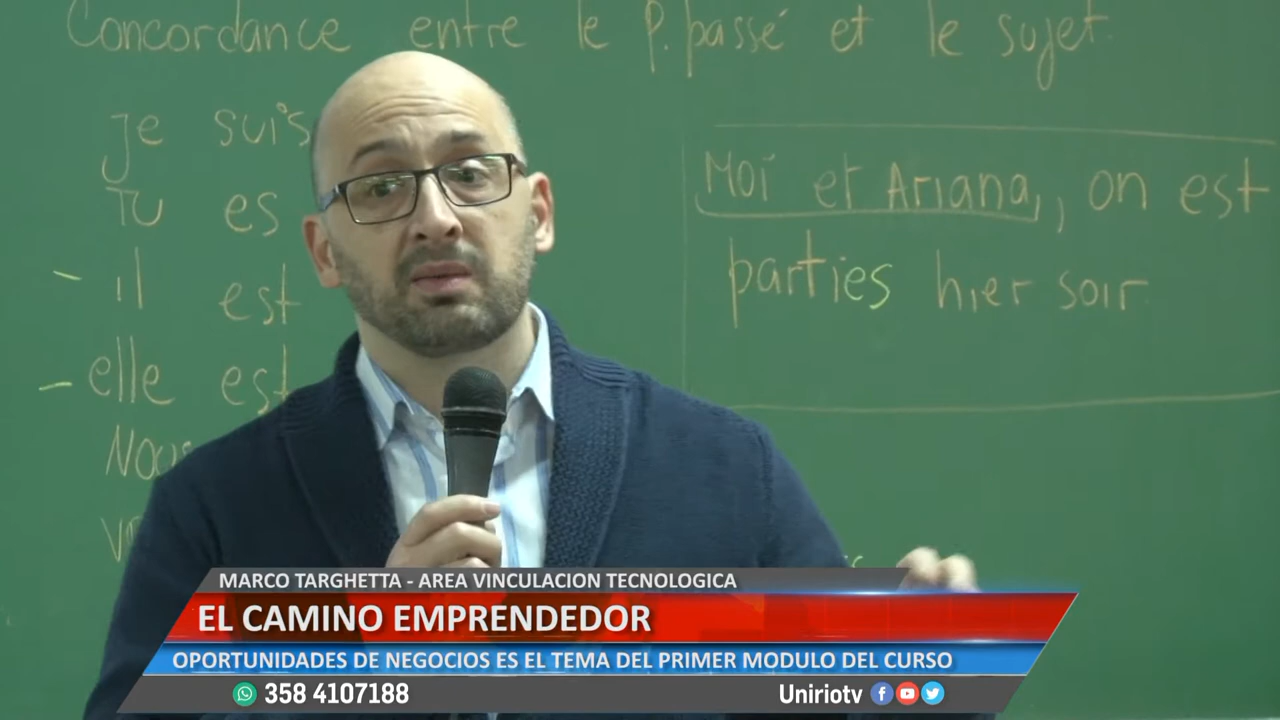 Concordance entre le P. passé et le sujet
je suis
Tu es
- il est
- elle est
Nous
Moi et Ariana, on est
parties hier soir
MARCO TARGHETTA - AREA VINCULACION TECNOLOGICA
EL CAMINO EMPRENDEDOR
OPORTUNIDADES DE NEGOCIOS ES EL TEMA DEL PRIMER MODULO DEL CURSO
358 4107188
Uniriotv